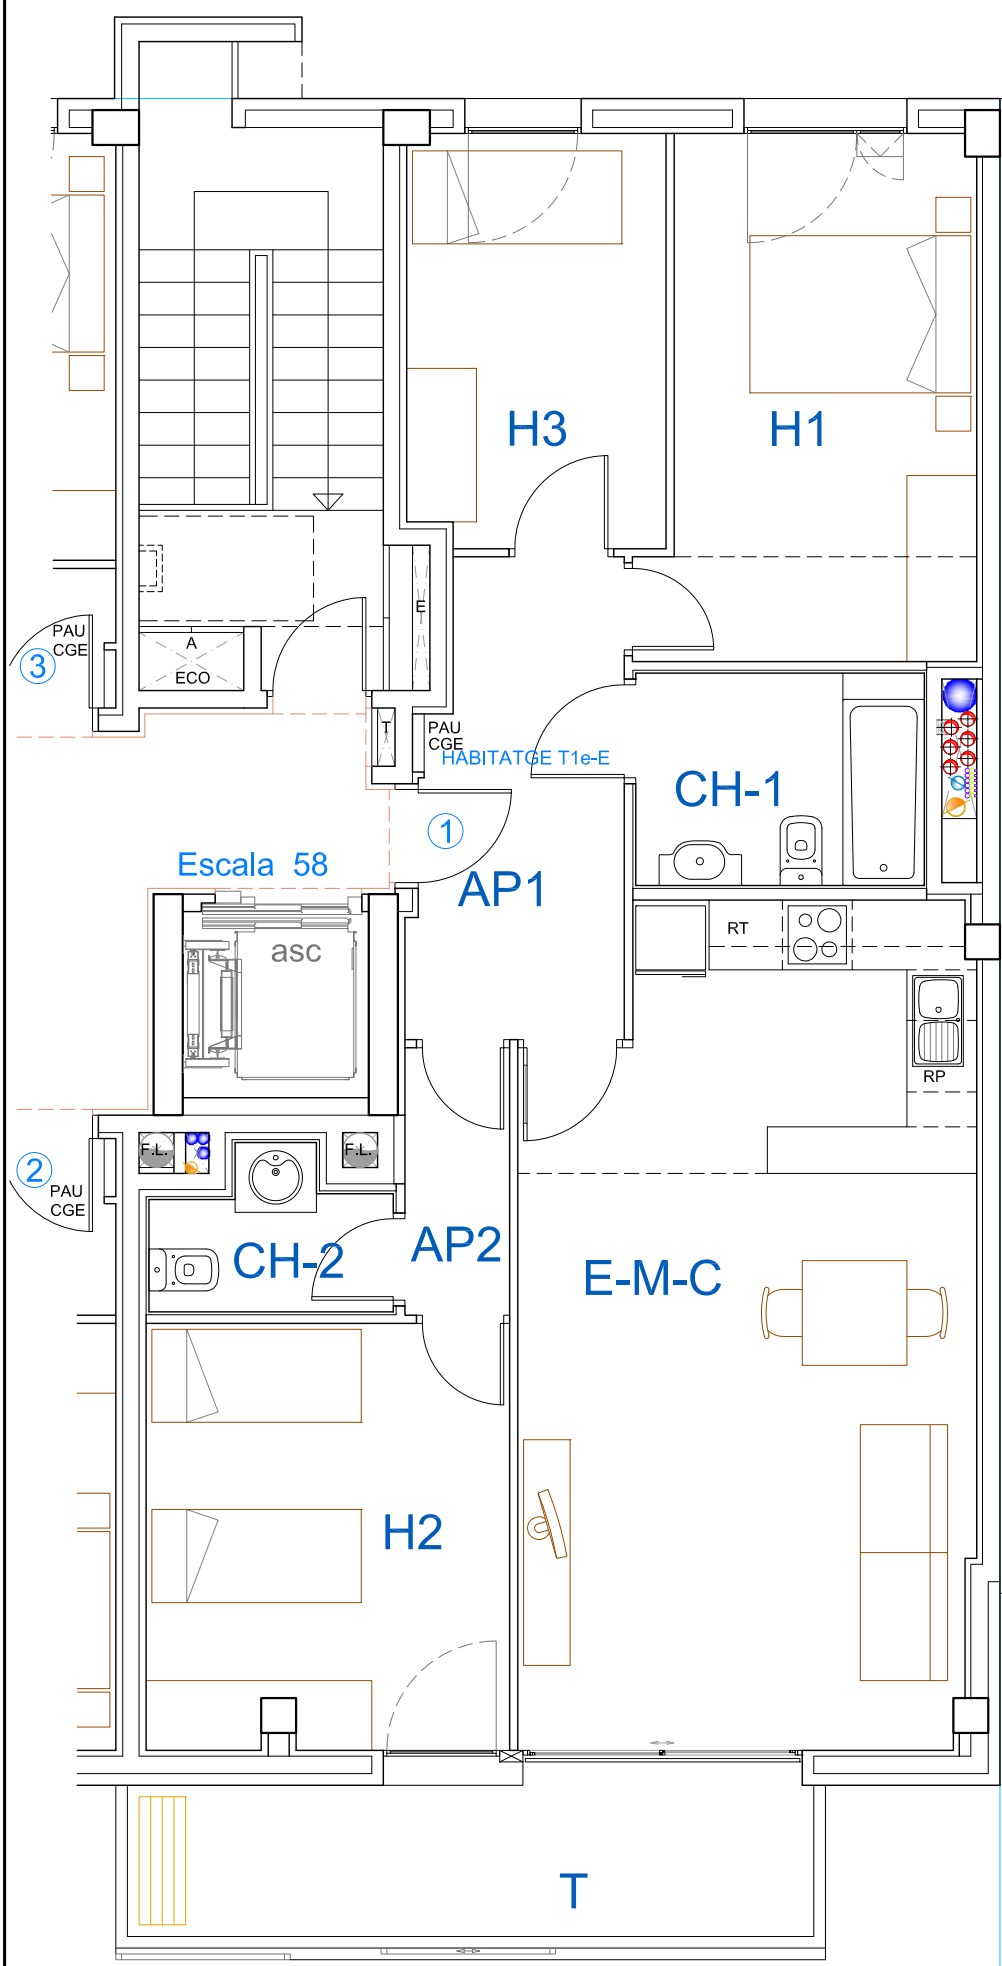 H3
H1
E
PAU
CGE
3
A
ECO
T
PAU
CGE
HABITATGE T1e-E
CH-1
1
Escala 58
AP1
RT
asc
RP
F.L.
F.L.
2
PAU
CGE
CH-2
AP2
E-M-C
H2
T